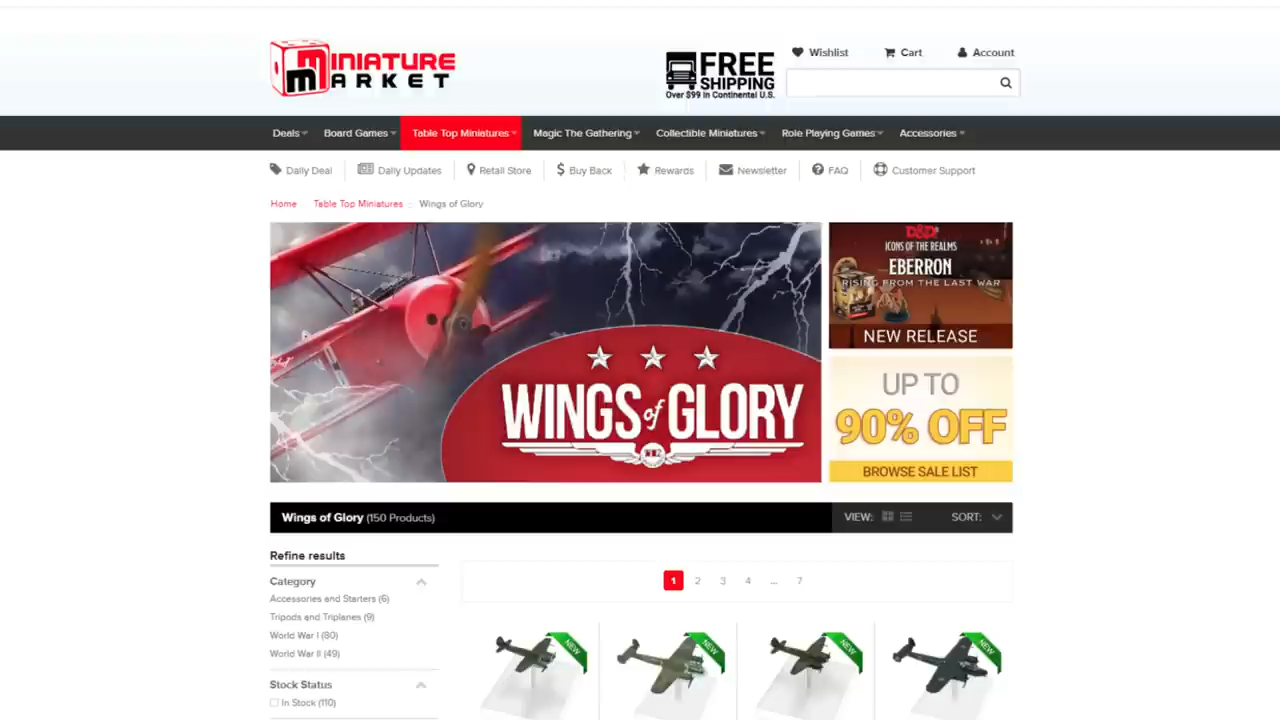 MINIATURE
MARKET
FREE
SHIPPING
Over $99 in Continental U.S.
Wishlist
Cart
Account
Deals
Board Games
Table Top Miniatures
Magic The Gathering
Collectible Miniatures
Role Playing Games
Accessories
Daily Deal
Daily Updates
Retail Store
Buy Back
Rewards
Newsletter
FAQ
Customer Support
Home
Table Top Miniatures
Wings of Glory
WINGS of GLORY
D&D
ICONS OF THE REALMS
EBERRON
RISING FROM THE LAST WAR
NEW RELEASE
UP TO
90% OFF
BROWSE SALE LIST
Wings of Glory (150 Products)
VIEW:
SORT:
Refine results
Category
Accessories and Starters (6)
Tripods and Triplanes (9)
World War I (80)
World War II (49)
Stock Status
In Stock (110)
1 2 3 4 ... 7
NEW
NEW
NEW
NEW